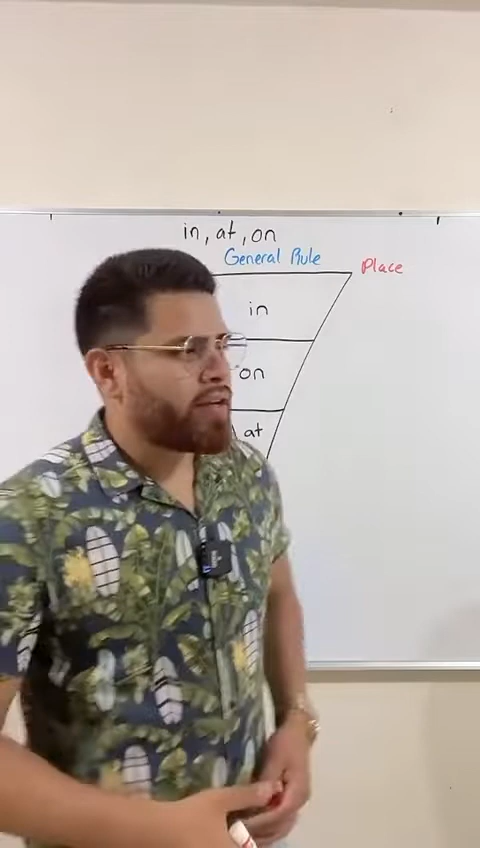 in, at, on
General Rule
Place
in
on
at